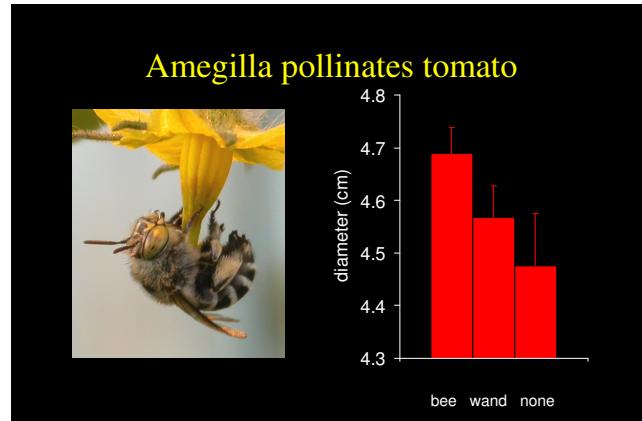 Amegilla pollinates tomato
4.8
4.7
4.6
4.5
4.4
4.3
diameter (cm)
bee wand none